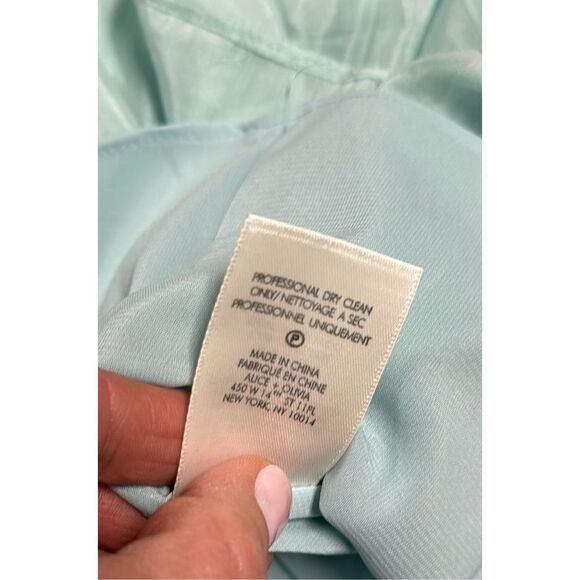 PROFESSIONAL DRY CLEAN
ONLY/ NETTOYAGE A SEC
PROFESSIONNEL UNIQUEMENT
P
MADE IN CHINA
FABRIQUÉ EN CHINE
ALICE + OLIVIA
450 W 14TH ST 11FL
NEW YORK, NY 10014